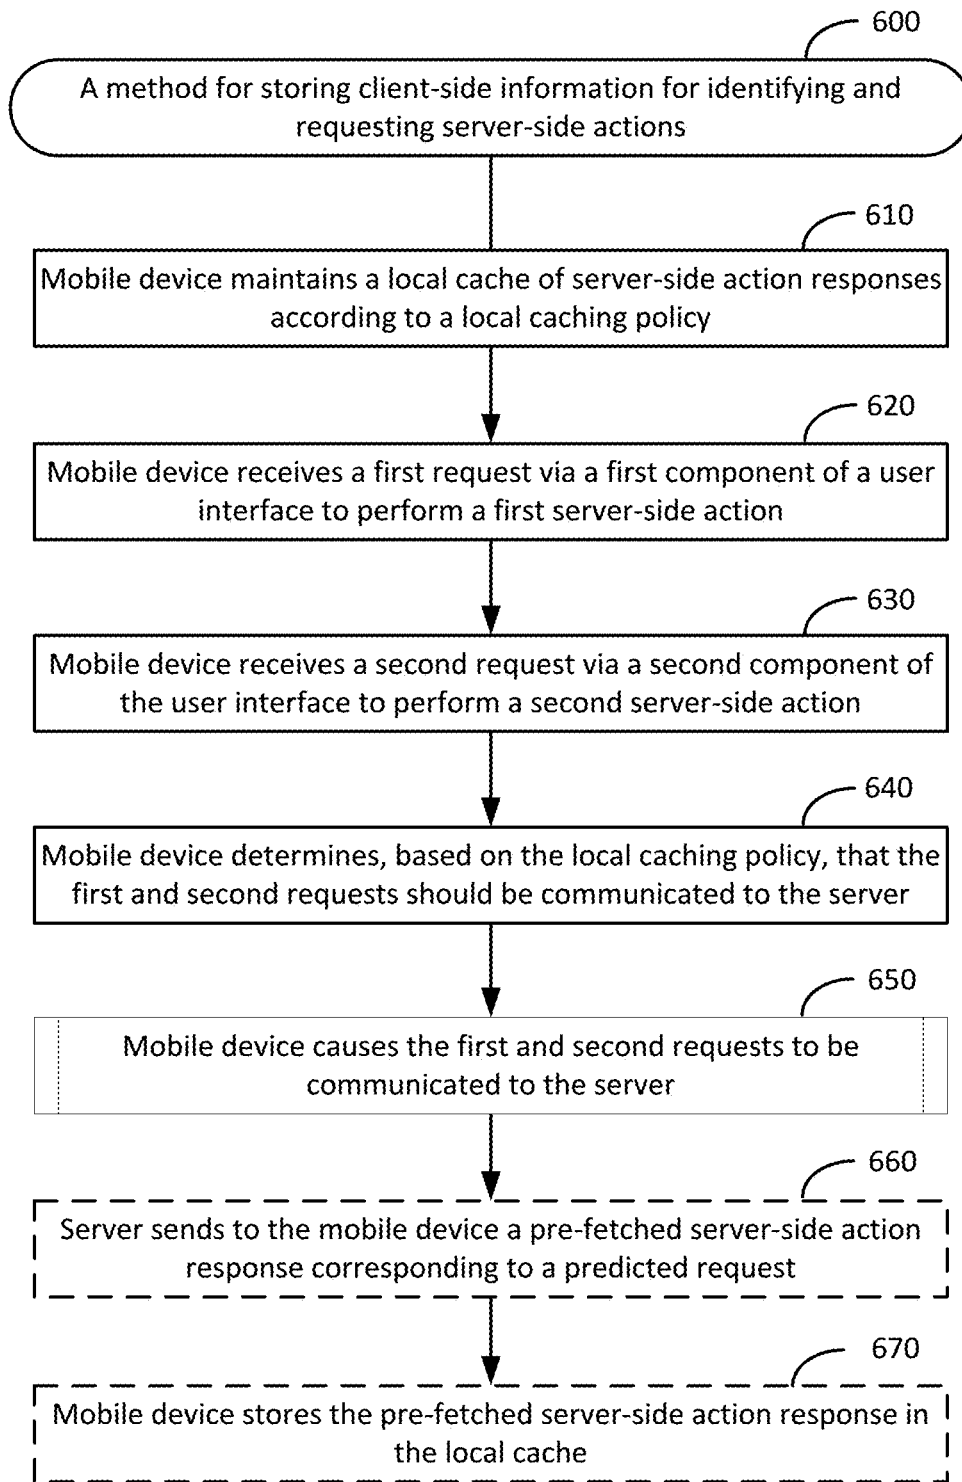 600
A method for storing client-side information for identifying and
requesting server-side actions
610
Mobile device maintains a local cache of server-side action responses
according to a local caching policy
620
Mobile device receives a first request via a first component of a user
interface to perform a first server-side action
630
Mobile device receives a second request via a second component of
the user interface to perform a second server-side action
640
Mobile device determines, based on the local caching policy, that the
first and second requests should be communicated to the server
650
Mobile device causes the first and second requests to be
communicated to the server
660
Server sends to the mobile device a pre-fetched server-side action
response corresponding to a predicted request
670
Mobile device stores the pre-fetched server-side action response in
the local cache